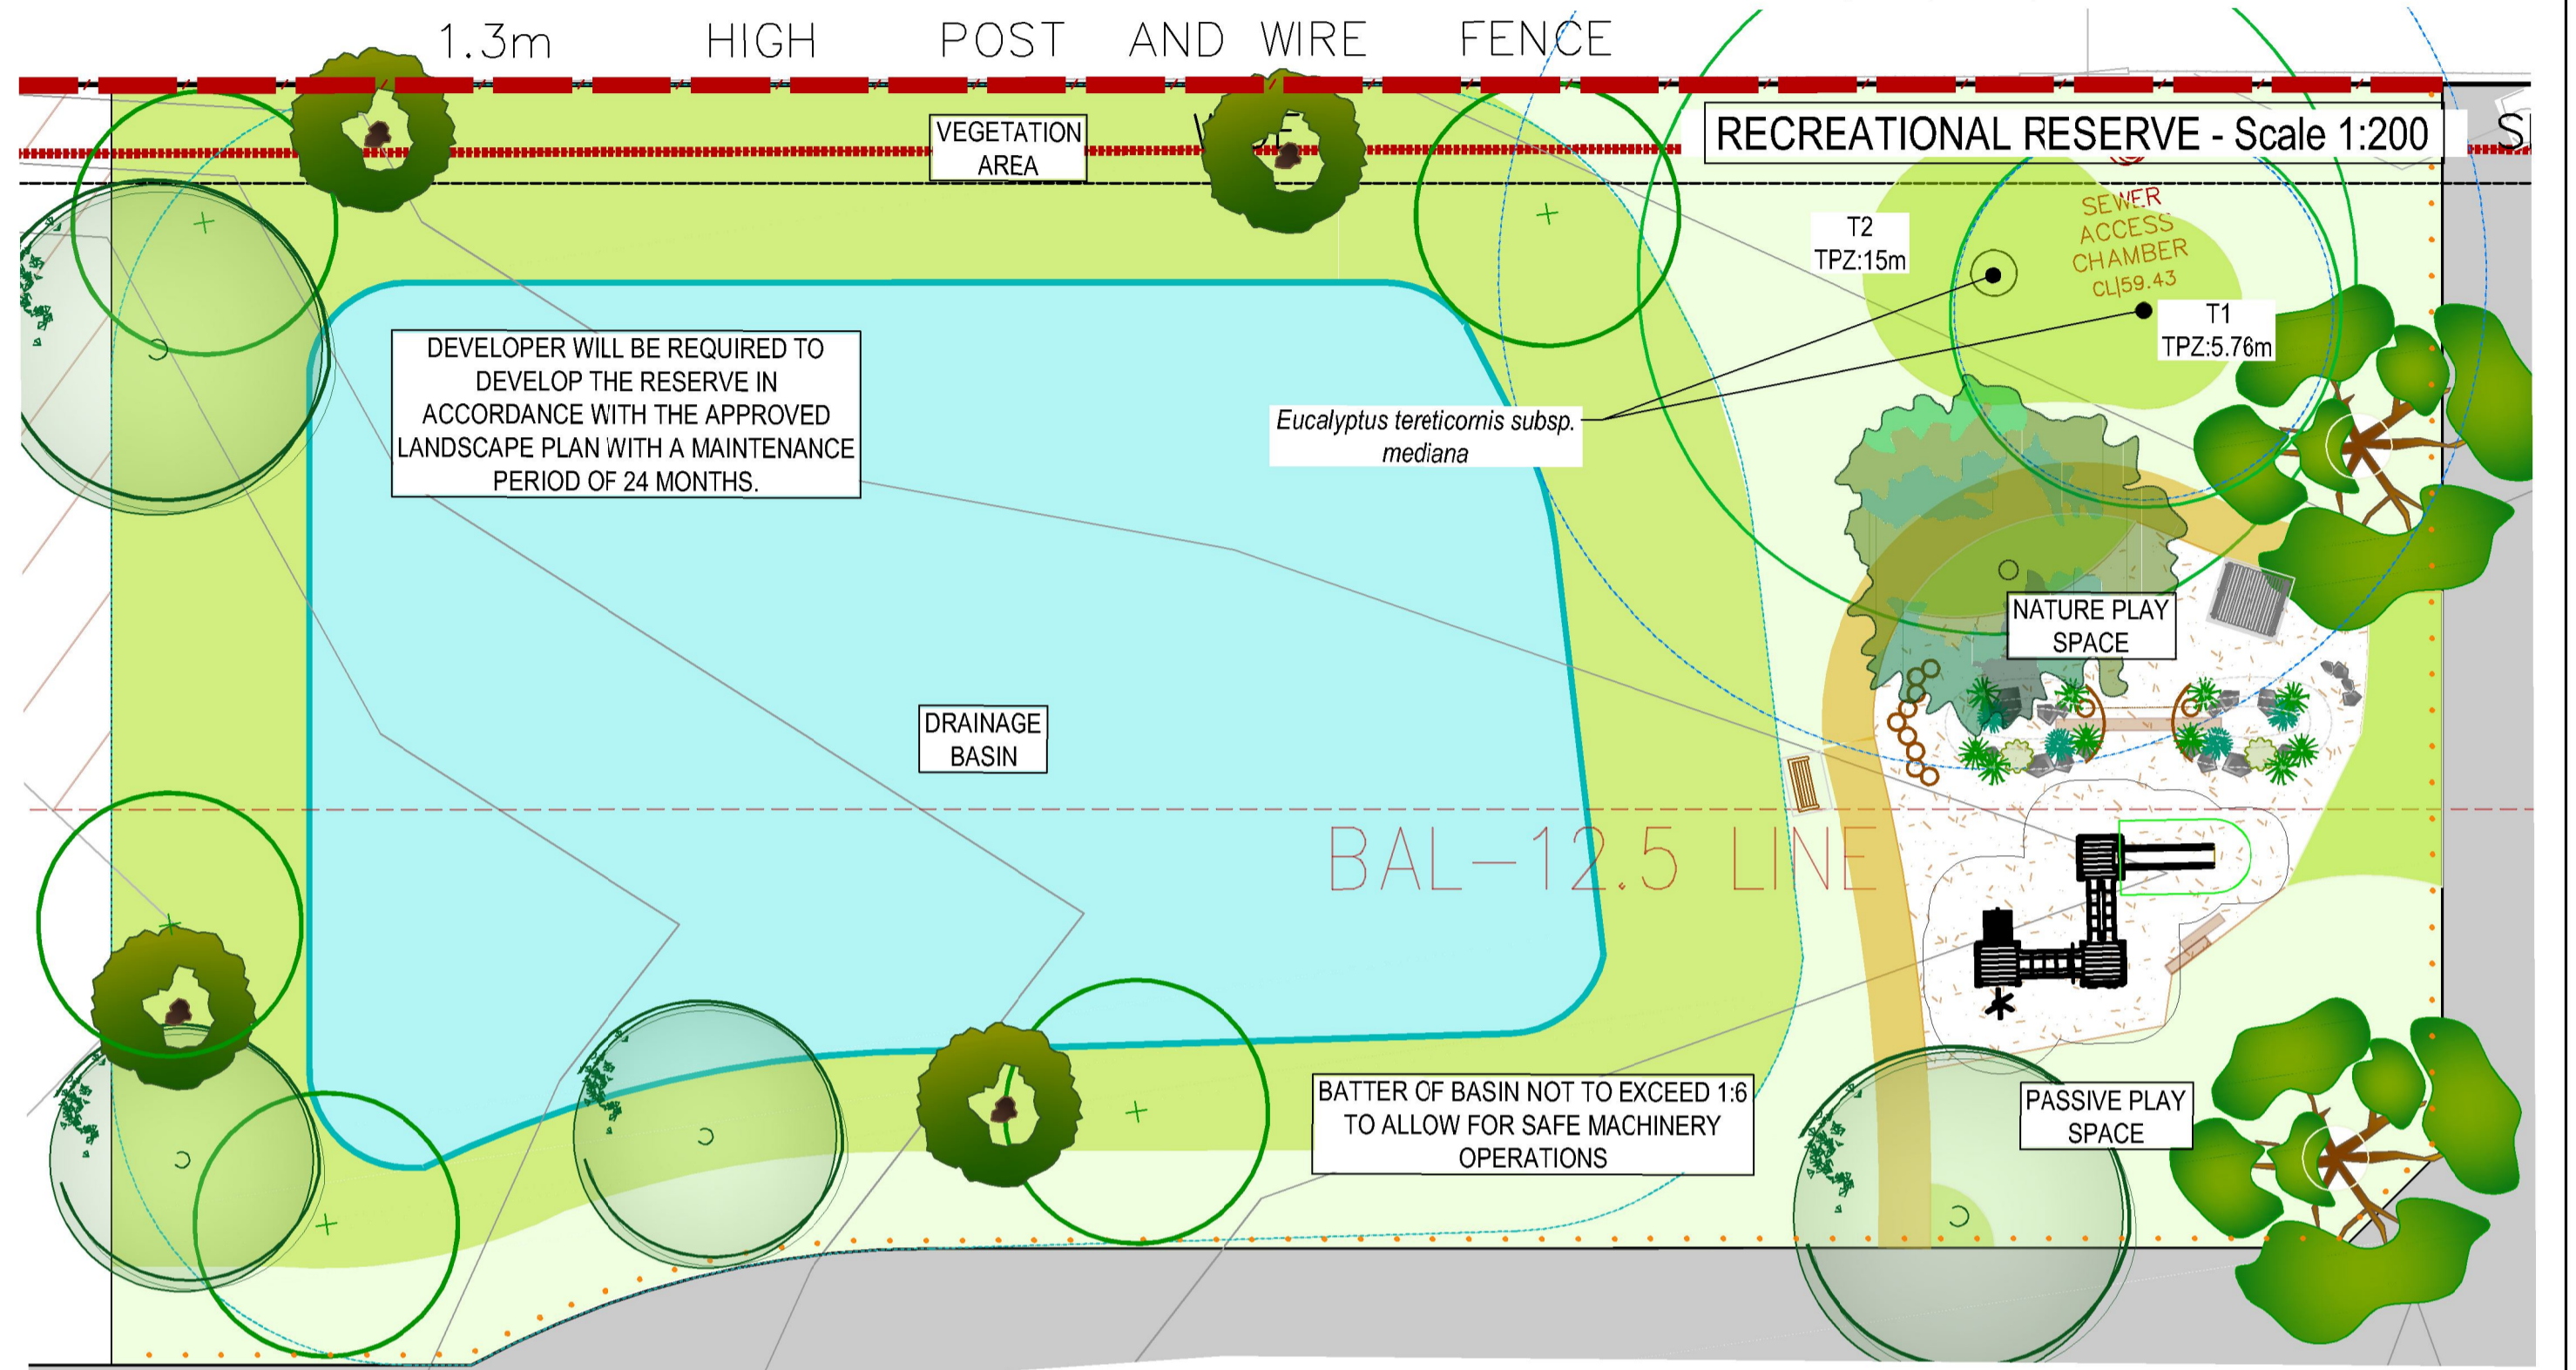 1.3m HIGH POST AND WIRE FENCE
RECREATIONAL RESERVE - Scale 1:200
VEGETATION
AREA
T2
TPZ:15m
SEWER
ACCESS
CHAMBER
CL|59.43
T1
TPZ:5.76m
DEVELOPER WILL BE REQUIRED TO
DEVELOP THE RESERVE IN
ACCORDANCE WITH THE APPROVED
LANDSCAPE PLAN WITH A MAINTENANCE
PERIOD OF 24 MONTHS.
Eucalyptus tereticornis subsp.
mediana
NATURE PLAY
SPACE
DRAINAGE
BASIN
BAL-12.5 LINE
BATTER OF BASIN NOT TO EXCEED 1:6
TO ALLOW FOR SAFE MACHINERY
OPERATIONS
PASSIVE PLAY
SPACE